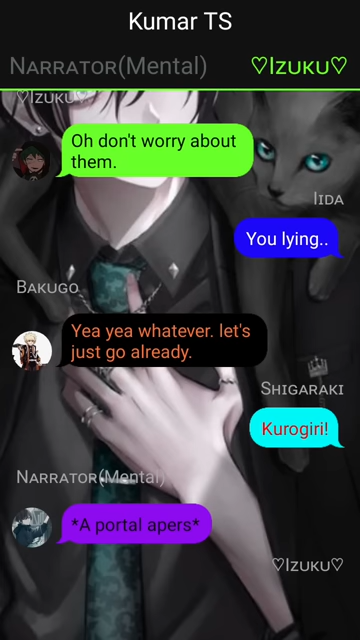 Kumar TS
Narrator(Mental) ♡Izuku♡
♡Izuku♡
Oh don't worry about
them.
Iida
You lying..
Bakugo
Yea yea whatever. let's
just go already.
Shigaraki
Kurogiri!
Narrator(Mental)
*A portal apers*
♡Izuku♡